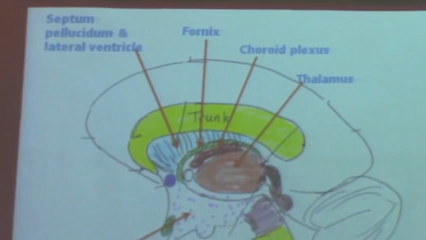 Septum
pellucidum &
lateral ventricle
Fornix
Choroid plexus
Thalamus
Trunk